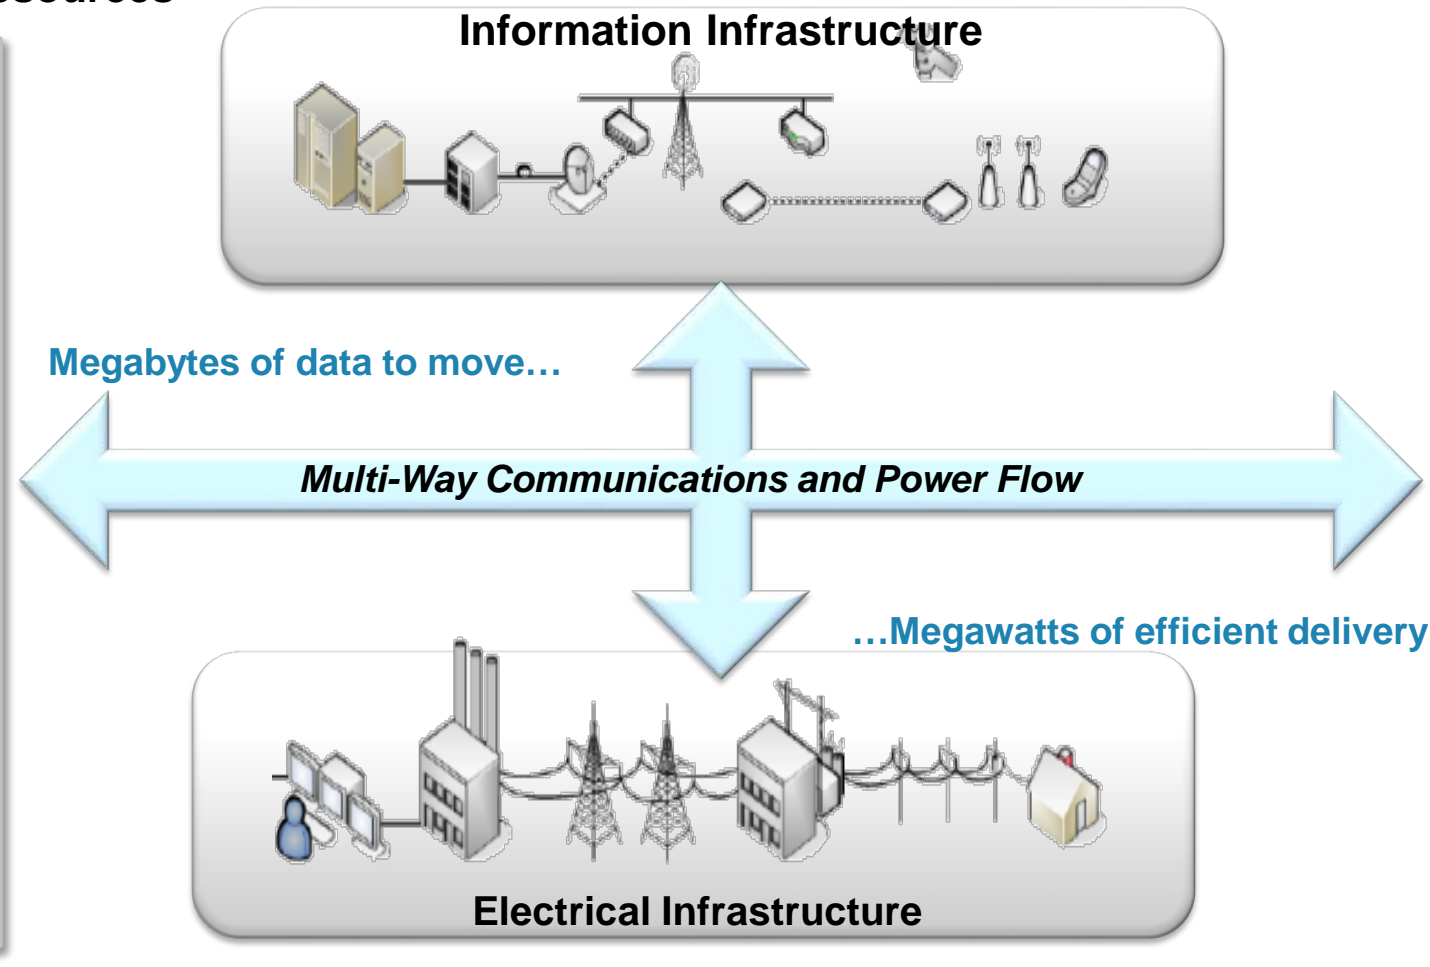 Information Infrastructure
Megabytes of data to move…
Multi-Way Communications and Power Flow
…Megawatts of efficient delivery
Electrical Infrastructure